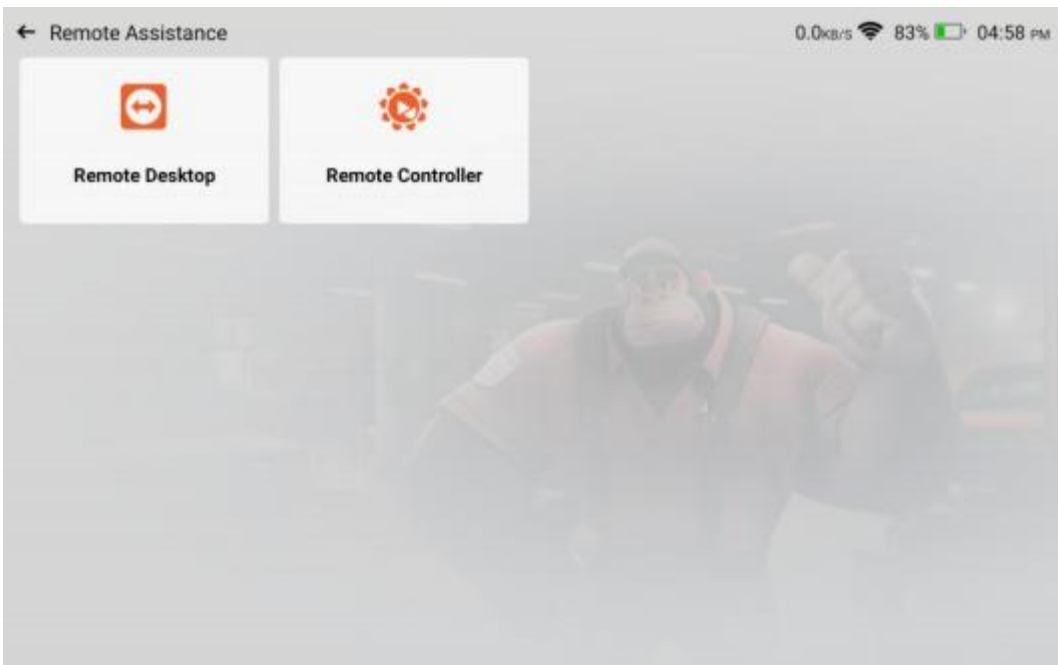 ← Remote Assistance
0.0KB/S 83% 04:58 PM
Remote Desktop
Remote Controller